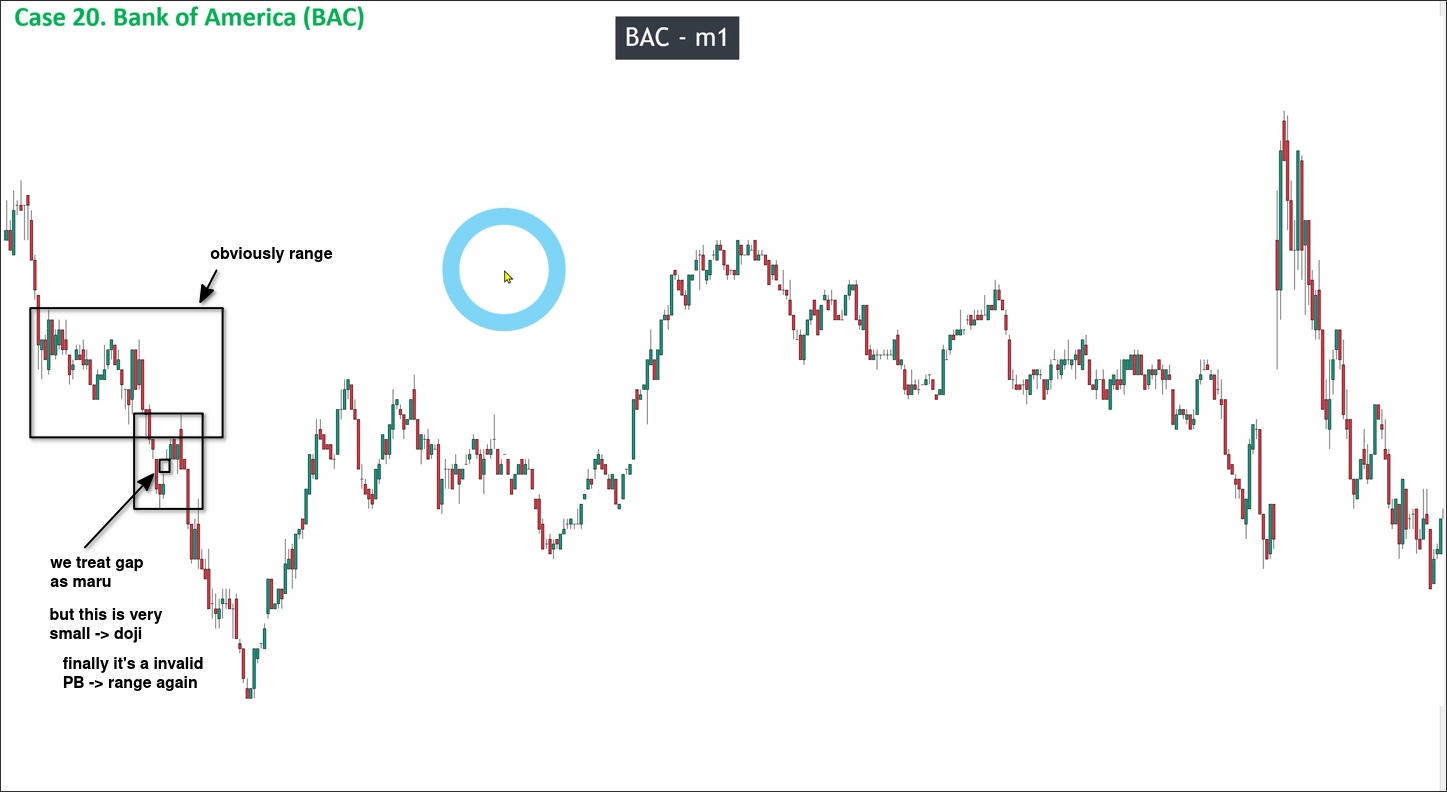 Case 20. Bank of America (BAC)
BAC - m1
obviously range
we treat gap
as maru
but this is very
small -> doji
finally it's a invalid
PB -> range again